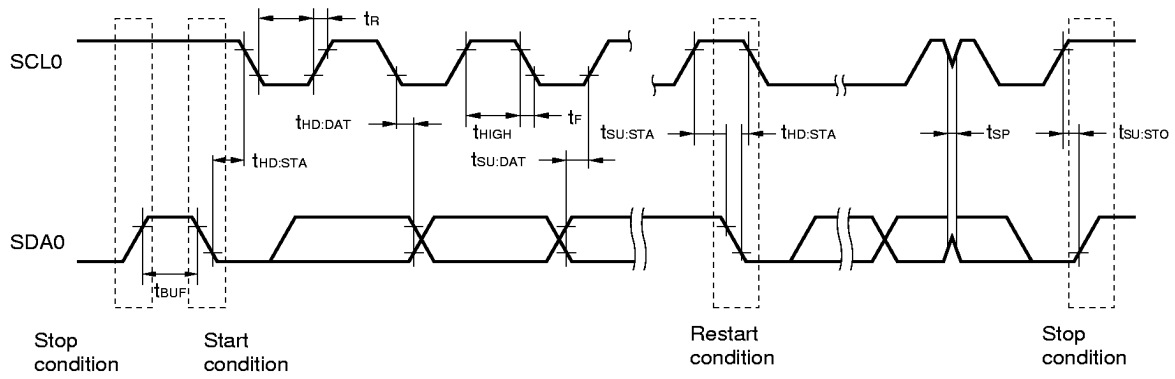 tR
SCL0
tHD:DAT
tHIGH
tF
tSU:STA
tHD:STA
tSP
tSU:STO
tHD:STA
tSU:DAT
SDA0
tBUF
Stop
condition
Start
condition
Restart
condition
Stop
condition